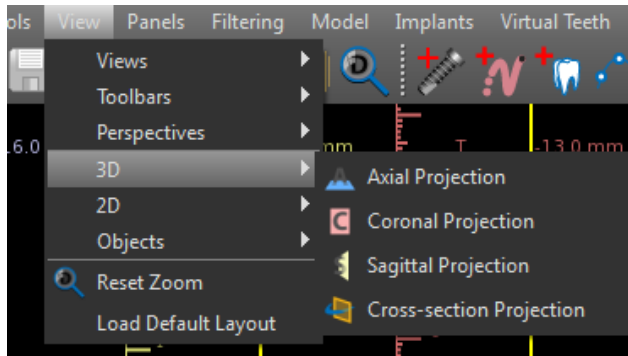 ols View Panels Filtering Model Implants Virtual Teeth
Views
Toolbars
Perspectives
6.0 mm T -13.0 mm
3D
Axial Projection
2D
Coronal Projection
Objects
Sagittal Projection
Reset Zoom
Cross-section Projection
Load Default Layout